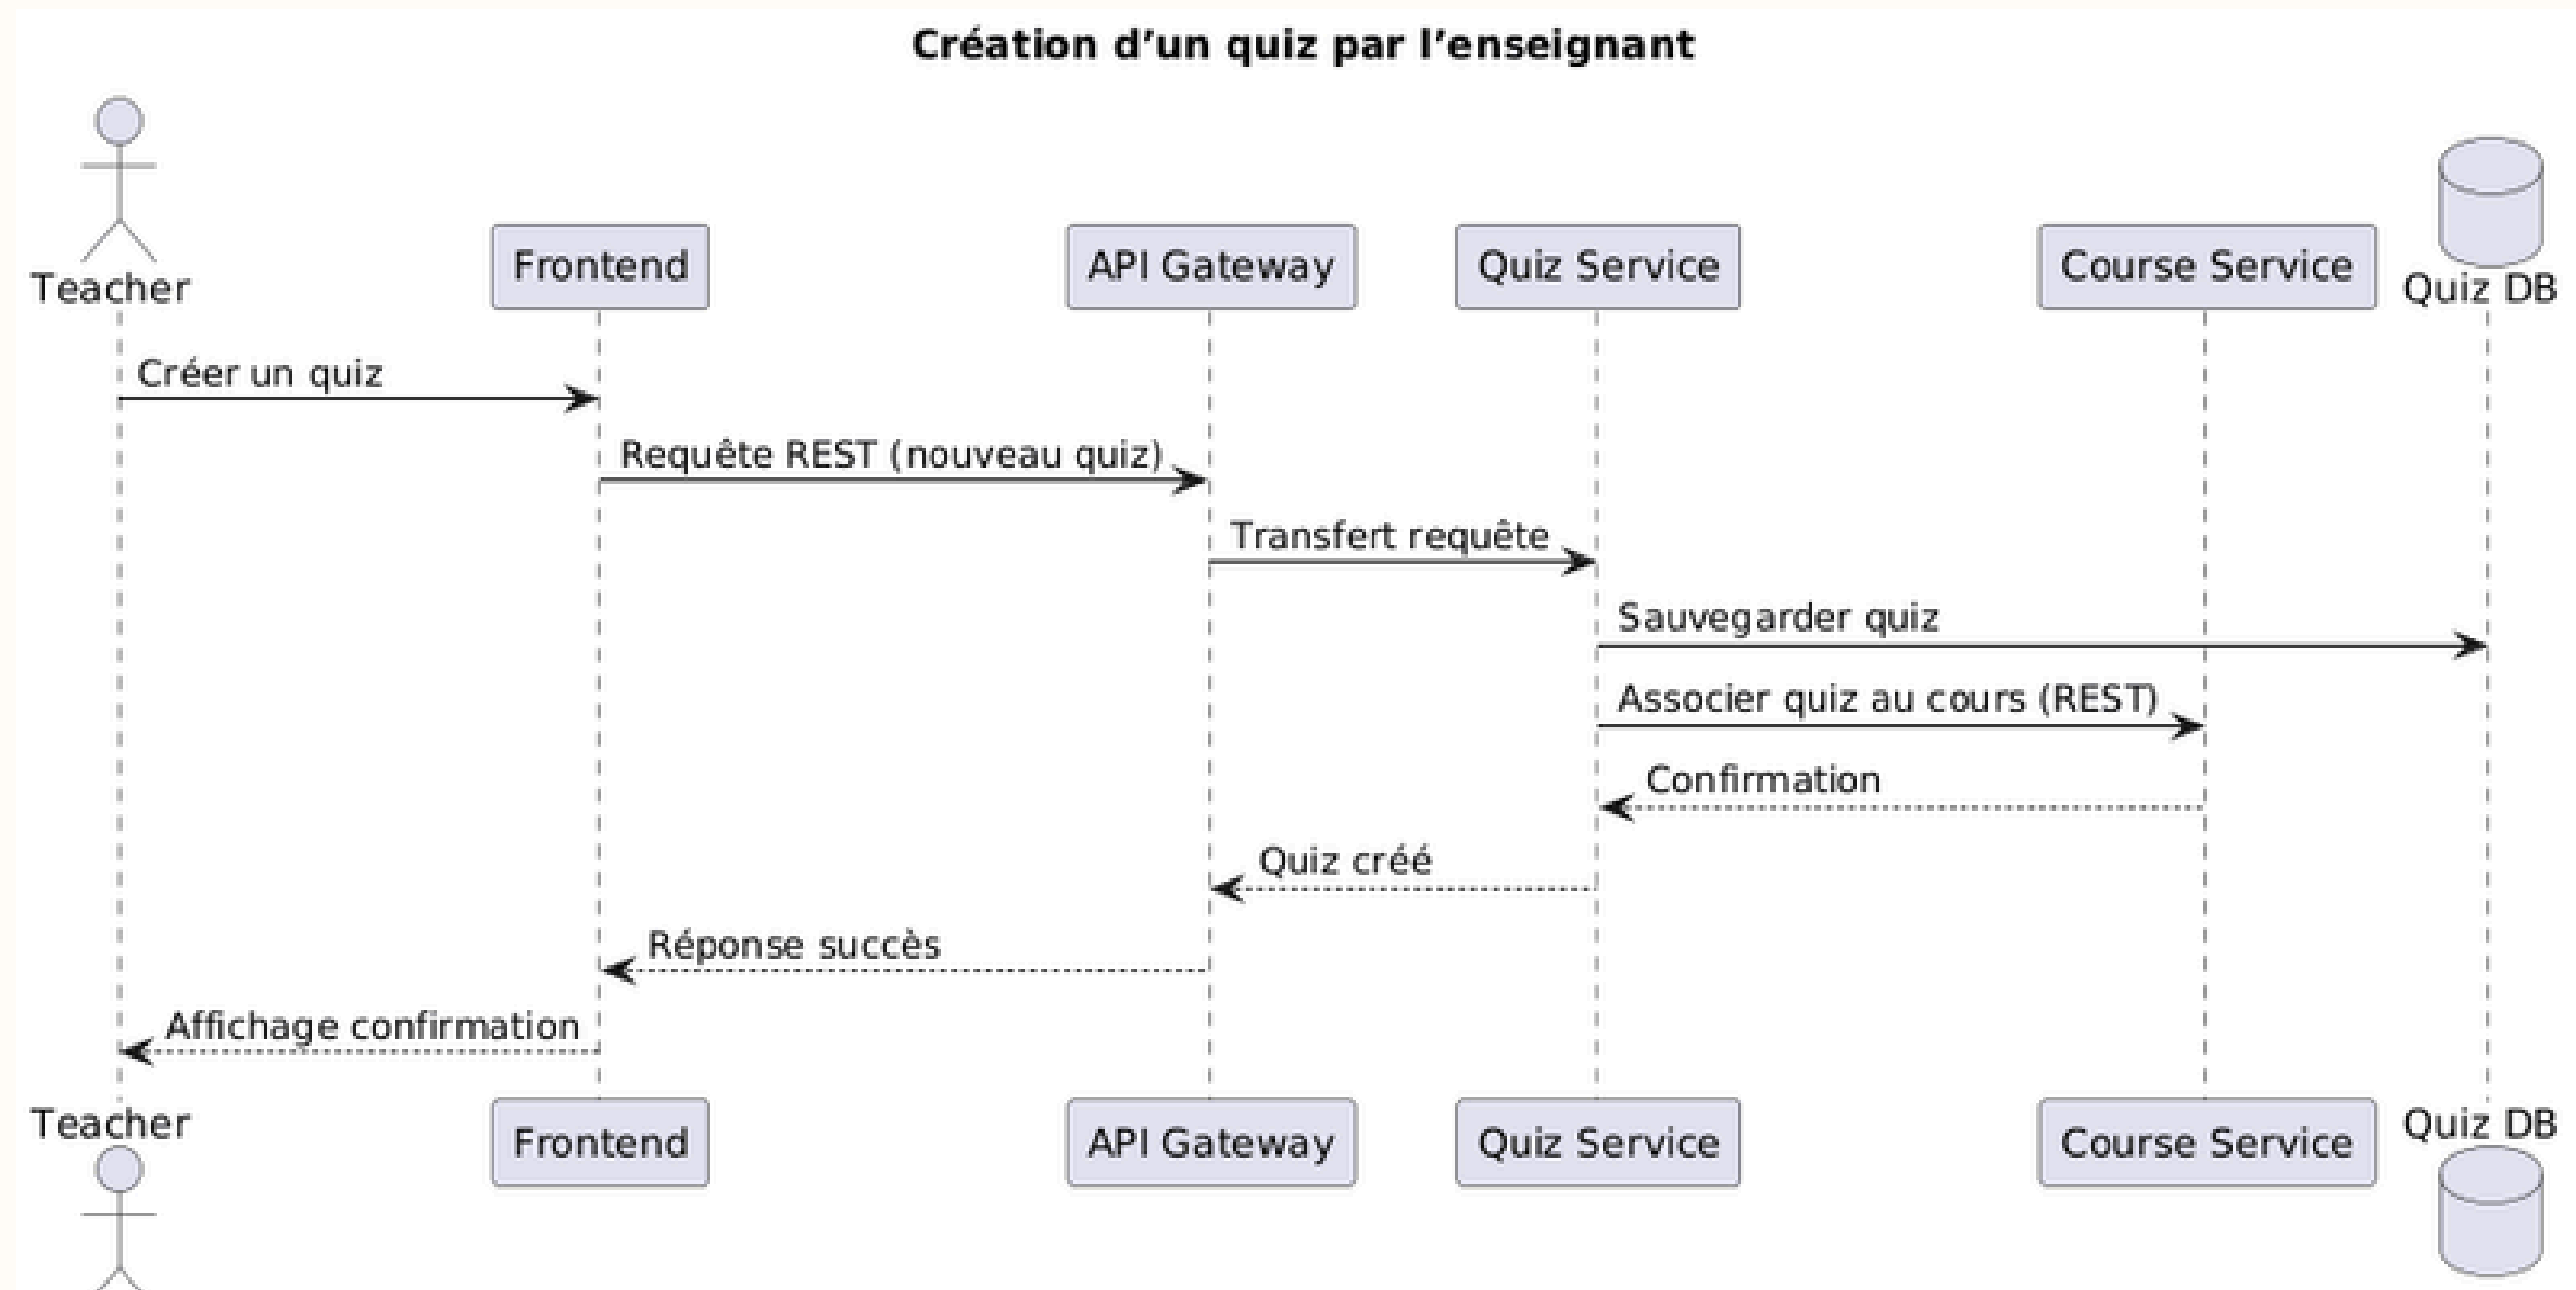 Création d’un quiz par l’enseignant
Teacher
Frontend
API Gateway
Quiz Service
Course Service
Quiz DB
Créer un quiz
Requête REST (nouveau quiz)
Transfert requête
Sauvegarder quiz
Associer quiz au cours (REST)
Confirmation
Quiz créé
Réponse succès
Affichage confirmation
Teacher
Frontend
API Gateway
Quiz Service
Course Service
Quiz DB